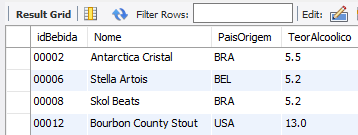 Result Grid Filter Rows: Edit:
idBebida Nome PaisOrigem TeorAlcoolico
00002 Antarctica Cristal BRA 5.5
00006 Stella Artois BEL 5.2
00008 Skol Beats BRA 5.2
00012 Bourbon County Stout USA 13.0